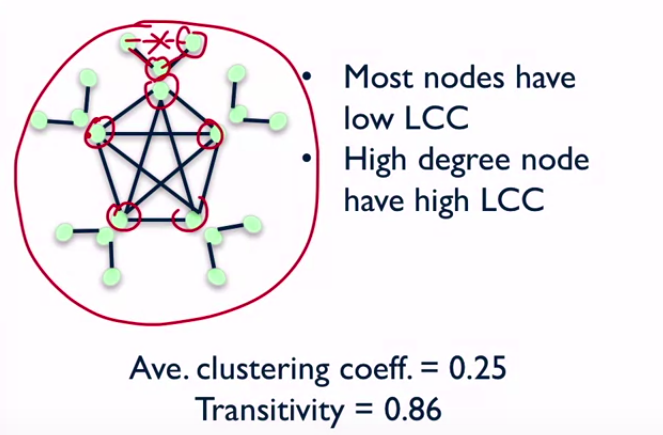 • Most nodes have
low LCC
• High degree node
have high LCC
Ave. clustering coeff. = 0.25
Transitivity = 0.86